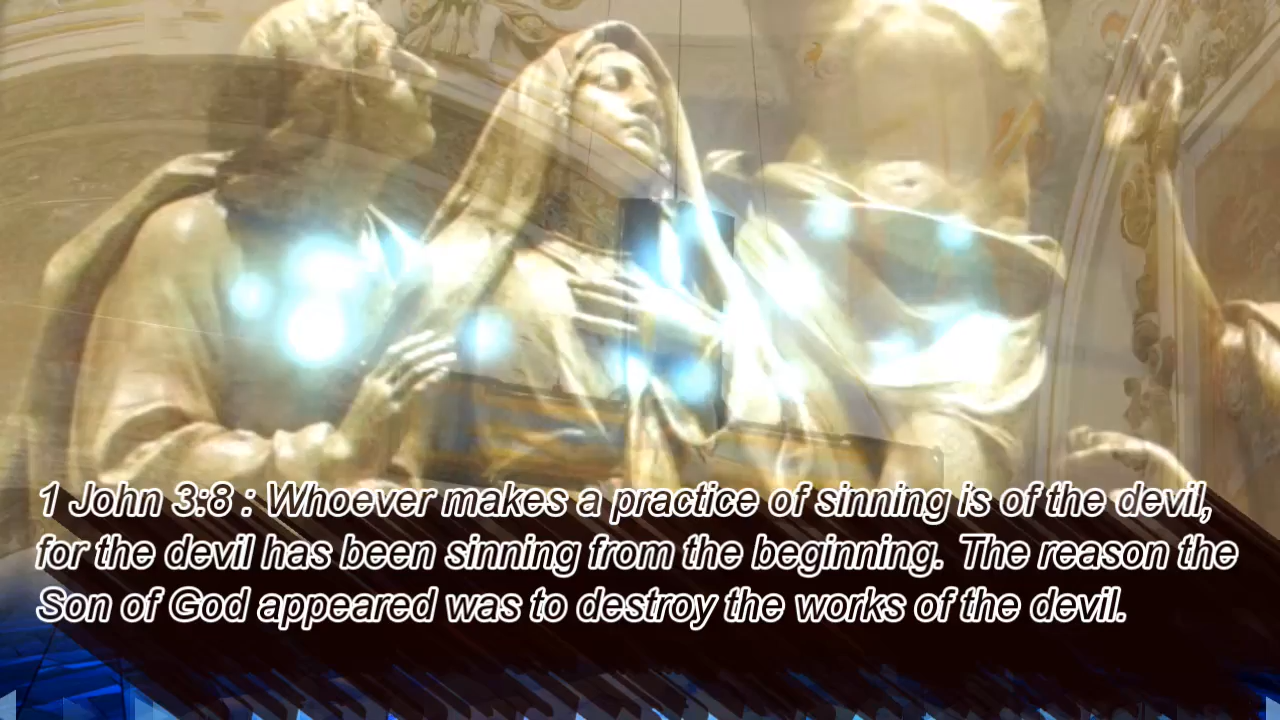 1 John 3:8 : Whoever makes a practice of sinning is of the devil,
for the devil has been sinning from the beginning. The reason the
Son of God appeared was to destroy the works of the devil.